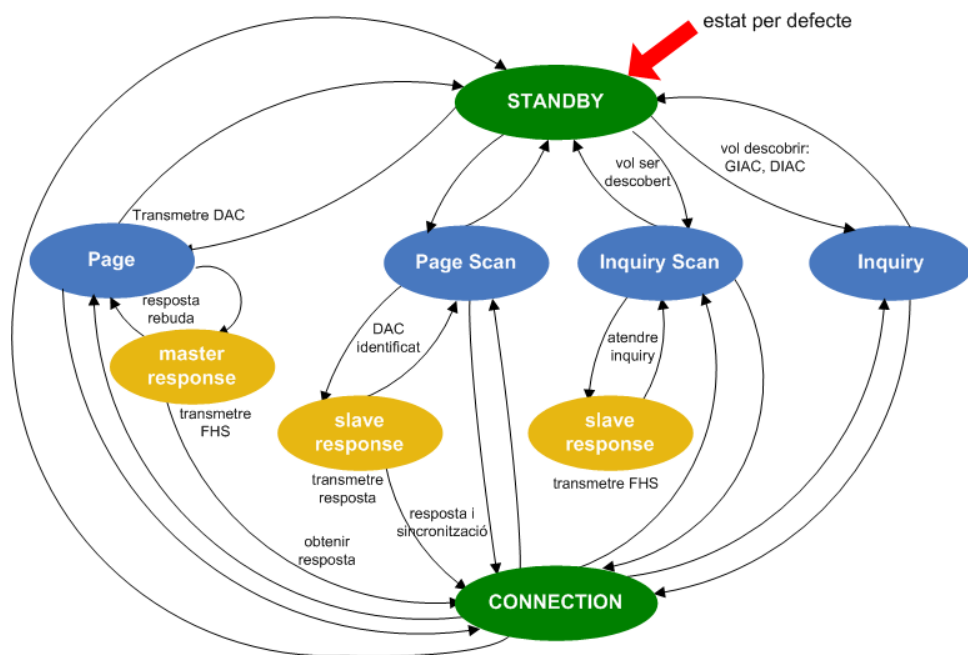 estat per defecte
STANDBY
vol descobrir:
GIAC, DIAC
vol ser
descobert
Transmetre DAC
Page
Page Scan
Inquiry Scan
Inquiry
resposta
rebuda
DAC
identificat
atendre
inquiry
master
response
transmetre
FHS
slave
response
slave
response
transmetre
resposta
transmetre FHS
resposta i
sincronització
obtenir
resposta
CONNECTION